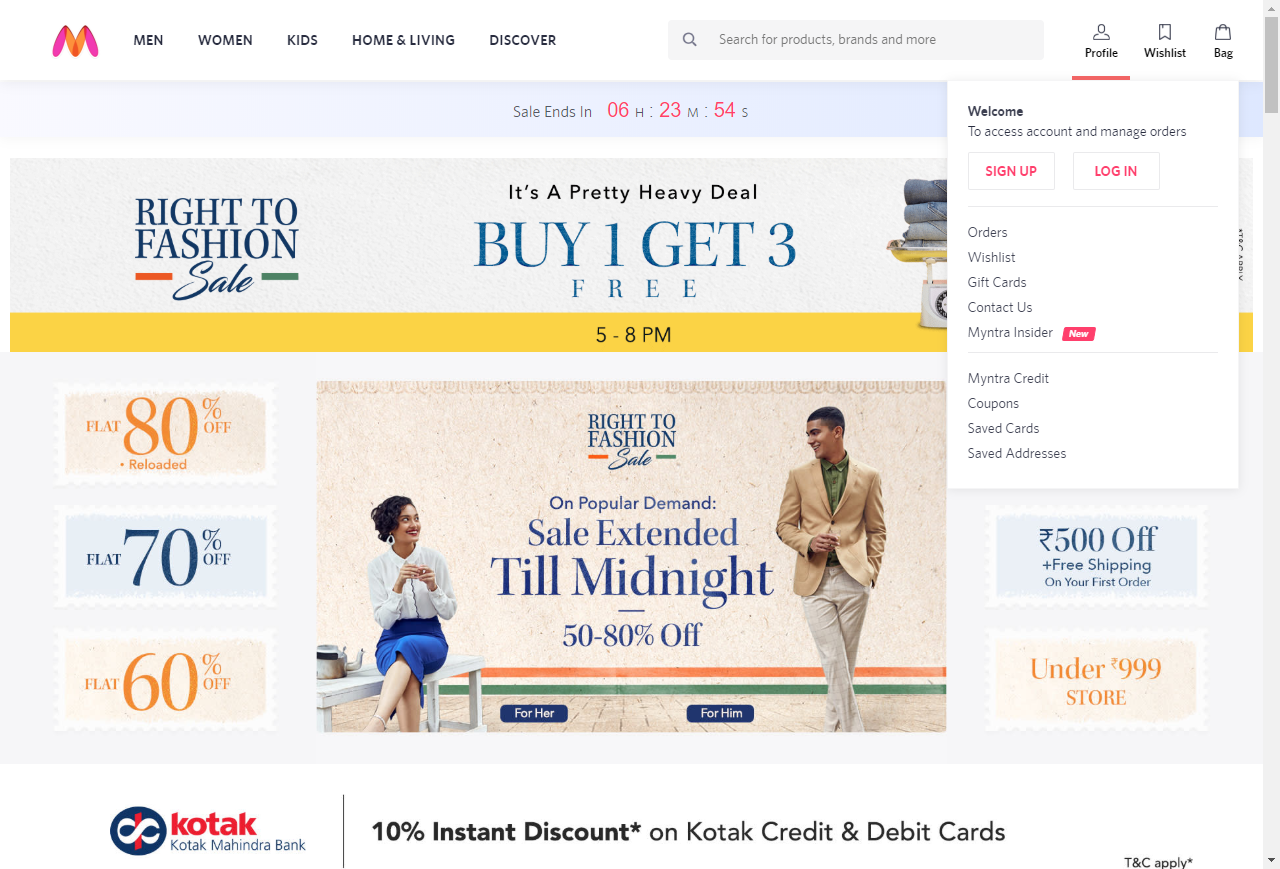 MEN WOMEN KIDS HOME & LIVING DISCOVER
Search for products, brands and more
Profile Wishlist Bag
Sale Ends In 06 H : 23 M : 54 S
Welcome
To access account and manage orders
SIGN UP LOG IN
Orders
Wishlist
Gift Cards
Contact Us
Myntra Insider New
Myntra Credit
Coupons
Saved Cards
Saved Addresses
RIGHT TO
FASHION
Sale
It's A Pretty Heavy Deal
BUY 1 GET 3
FREE
5 - 8 PM
FLAT 80% OFF
• Reloaded
FLAT 70% OFF
FLAT 60% OFF
RIGHT TO
FASHION
Sale
On Popular Demand:
Sale Extended
Till Midnight
50-80% Off
For Her For Him
₹500 Off
+Free Shipping
On Your First Order
Under ₹999
STORE
kotak
Kotak Mahindra Bank
10% Instant Discount* on Kotak Credit & Debit Cards
T&C apply*